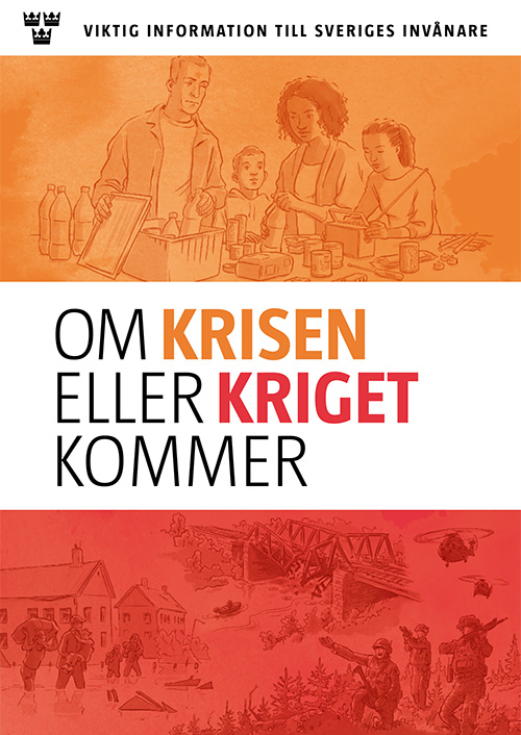 VIKTIG INFORMATION TILL SVERIGES INVÅNARE
OM KRISEN
ELLER KRIGET
KOMMER